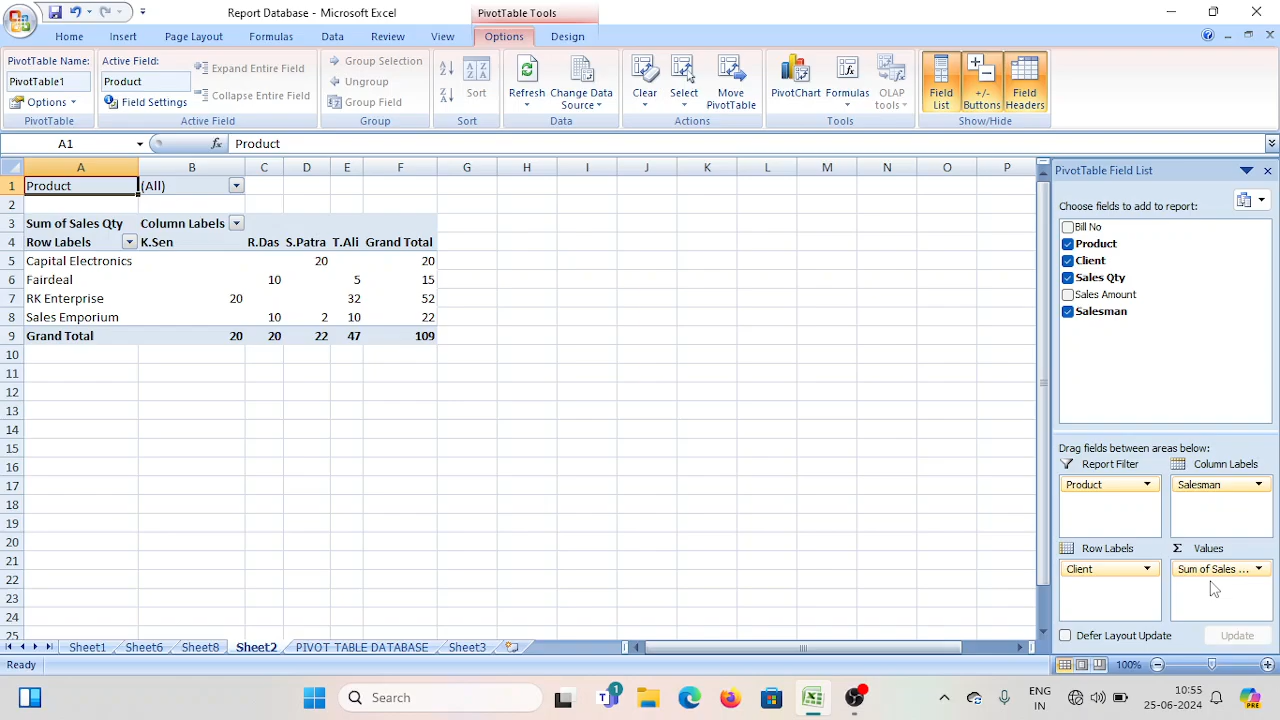 Report Database - Microsoft Excel
PivotTable Tools
Home Insert Page Layout Formulas Data Review View Options Design
PivotTable Name:
PivotTable1
Options
PivotTable
Active Field:
Product
Field Settings
Expand Entire Field
Collapse Entire Field
Active Field
Group Selection
Ungroup
Group Field
Group
Sort
Sort
Refresh
Change Data
Source
Data
Clear
Select
Move
PivotTable
Actions
PivotChart
Formulas
OLAP
tools
Tools
Field
List
+/-
Buttons
Field
Headers
Show/Hide
A1 fx Product
A B C D E F G H I J K L M N O P
1 Product (All)
2
3 Sum of Sales Qty Column Labels
4 Row Labels K.Sen R.Das S.Patra T.Ali Grand Total
5 Capital Electronics 20 20
6 Fairdeal 10 5 15
7 RK Enterprise 20 32 52
8 Sales Emporium 10 2 10 22
9 Grand Total 20 20 22 47 109
10
11
12
13
14
15
16
17
18
19
20
21
22
23
24
25
PivotTable Field List
Choose fields to add to report:
Bill No
Product
Client
Sales Qty
Sales Amount
Salesman
Drag fields between areas below:
Report Filter
Column Labels
Product
Salesman
Row Labels
Σ Values
Client
Sum of Sales ...
Defer Layout Update
Update
Sheet1 Sheet6 Sheet8 Sheet2 PIVOT TABLE DATABASE Sheet3
Ready
100%
Search
1
ENG
IN
10:55
25-06-2024
PRE